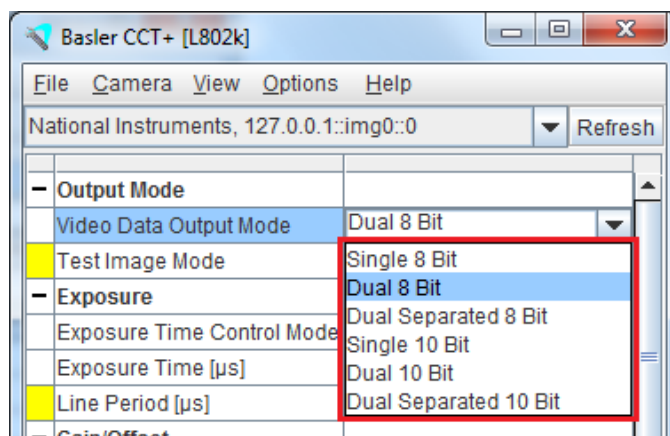 Basler CCT+ [L802k]
File Camera View Options Help
National Instruments, 127.0.0.1::img0::0 Refresh
Output Mode
Video Data Output Mode Dual 8 Bit
Test Image Mode Single 8 Bit
Exposure Dual 8 Bit
Dual Separated 8 Bit
Exposure Time Control Mode Single 10 Bit
Exposure Time [µs] Dual 10 Bit
Line Period [µs] Dual Separated 10 Bit
Gain/Offset